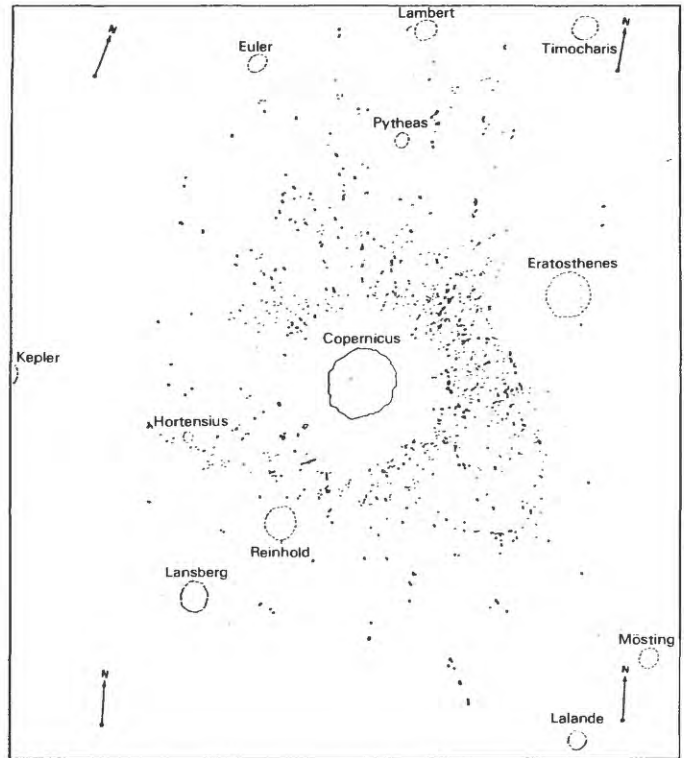 Lambert
N
N
Timocharis
Euler
Pytheas
Eratosthenes
Copernicus
Kepler
Hortensius
Reinhold
Lansberg
Mösting
N
N
Lalande